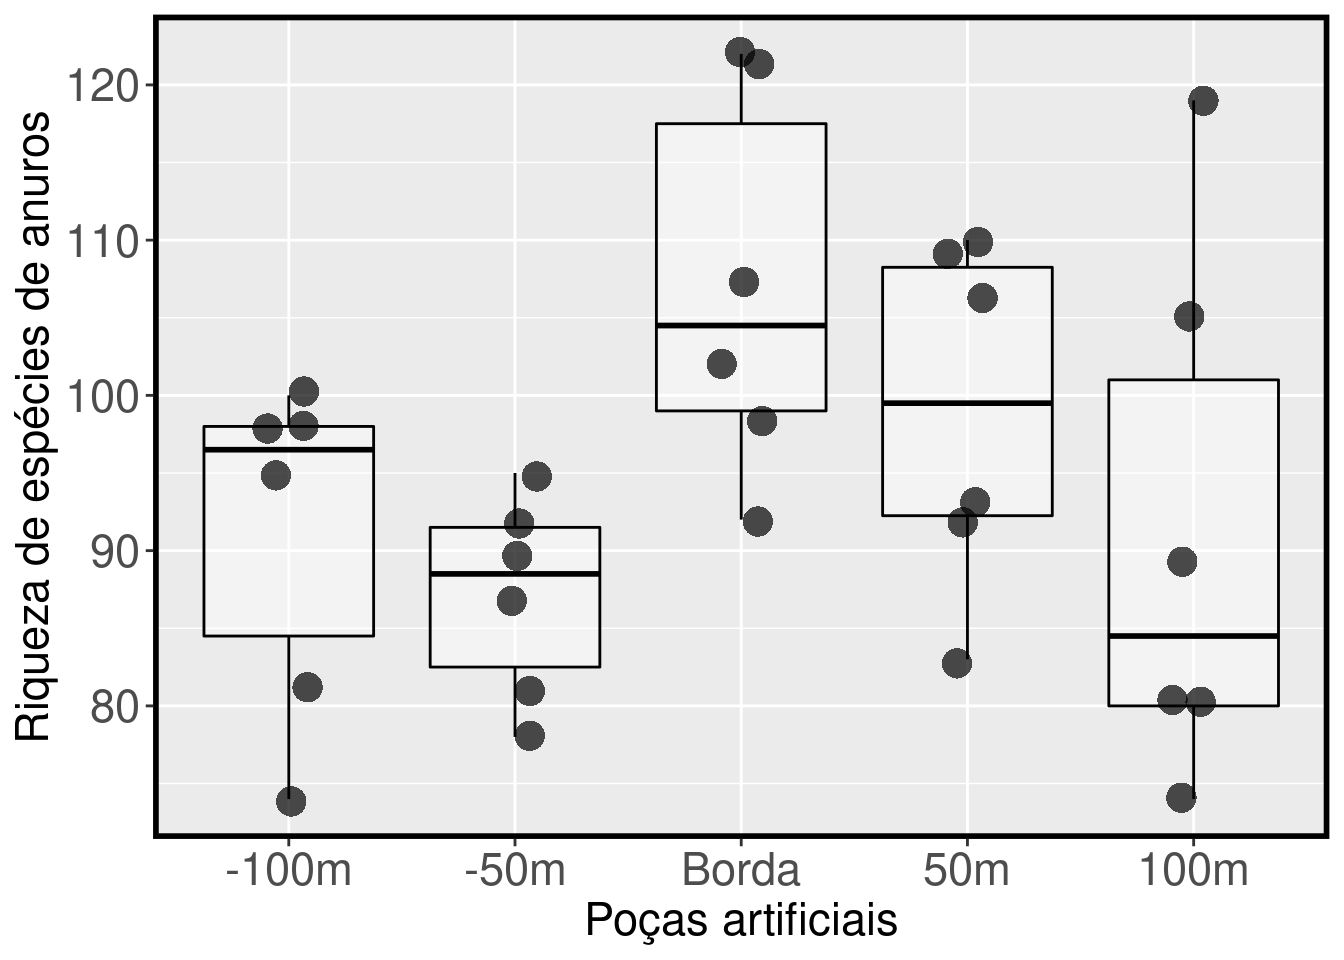 Riqueza de espécies de anuros
120
110
100
90
80
-100m
-50m
Borda
50m
100m
Poças artificiais